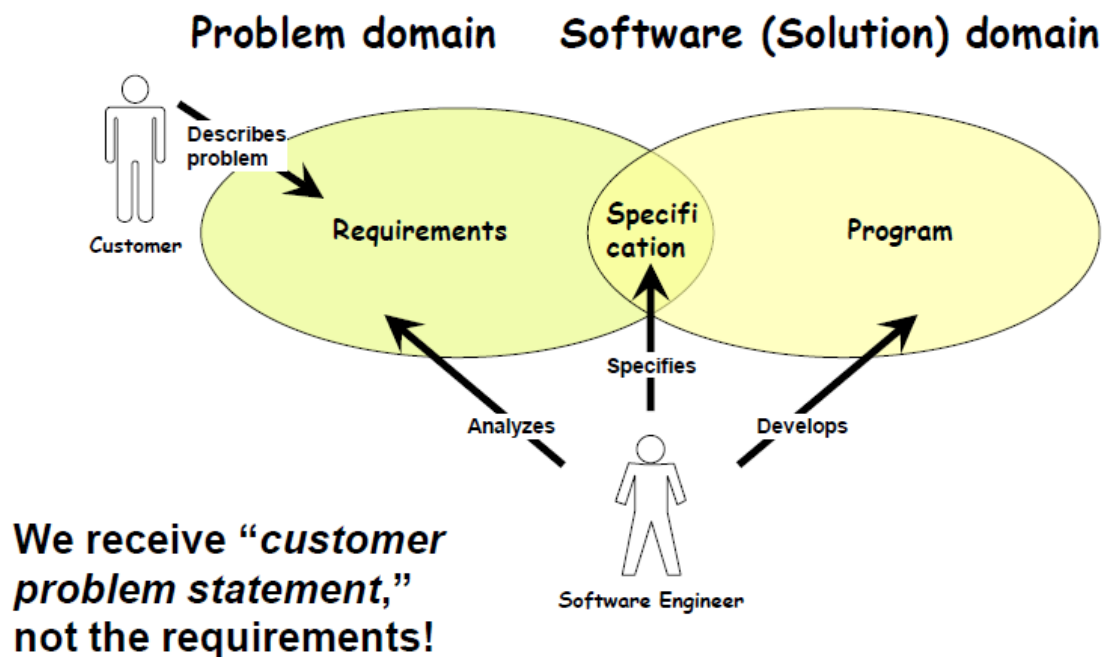 Problem domain
Software (Solution) domain
Describes
problem
Customer
Requirements
Specifi
cation
Program
Specifies
Analyzes
Develops
Software Engineer
We receive “customer
problem statement,”
not the requirements!